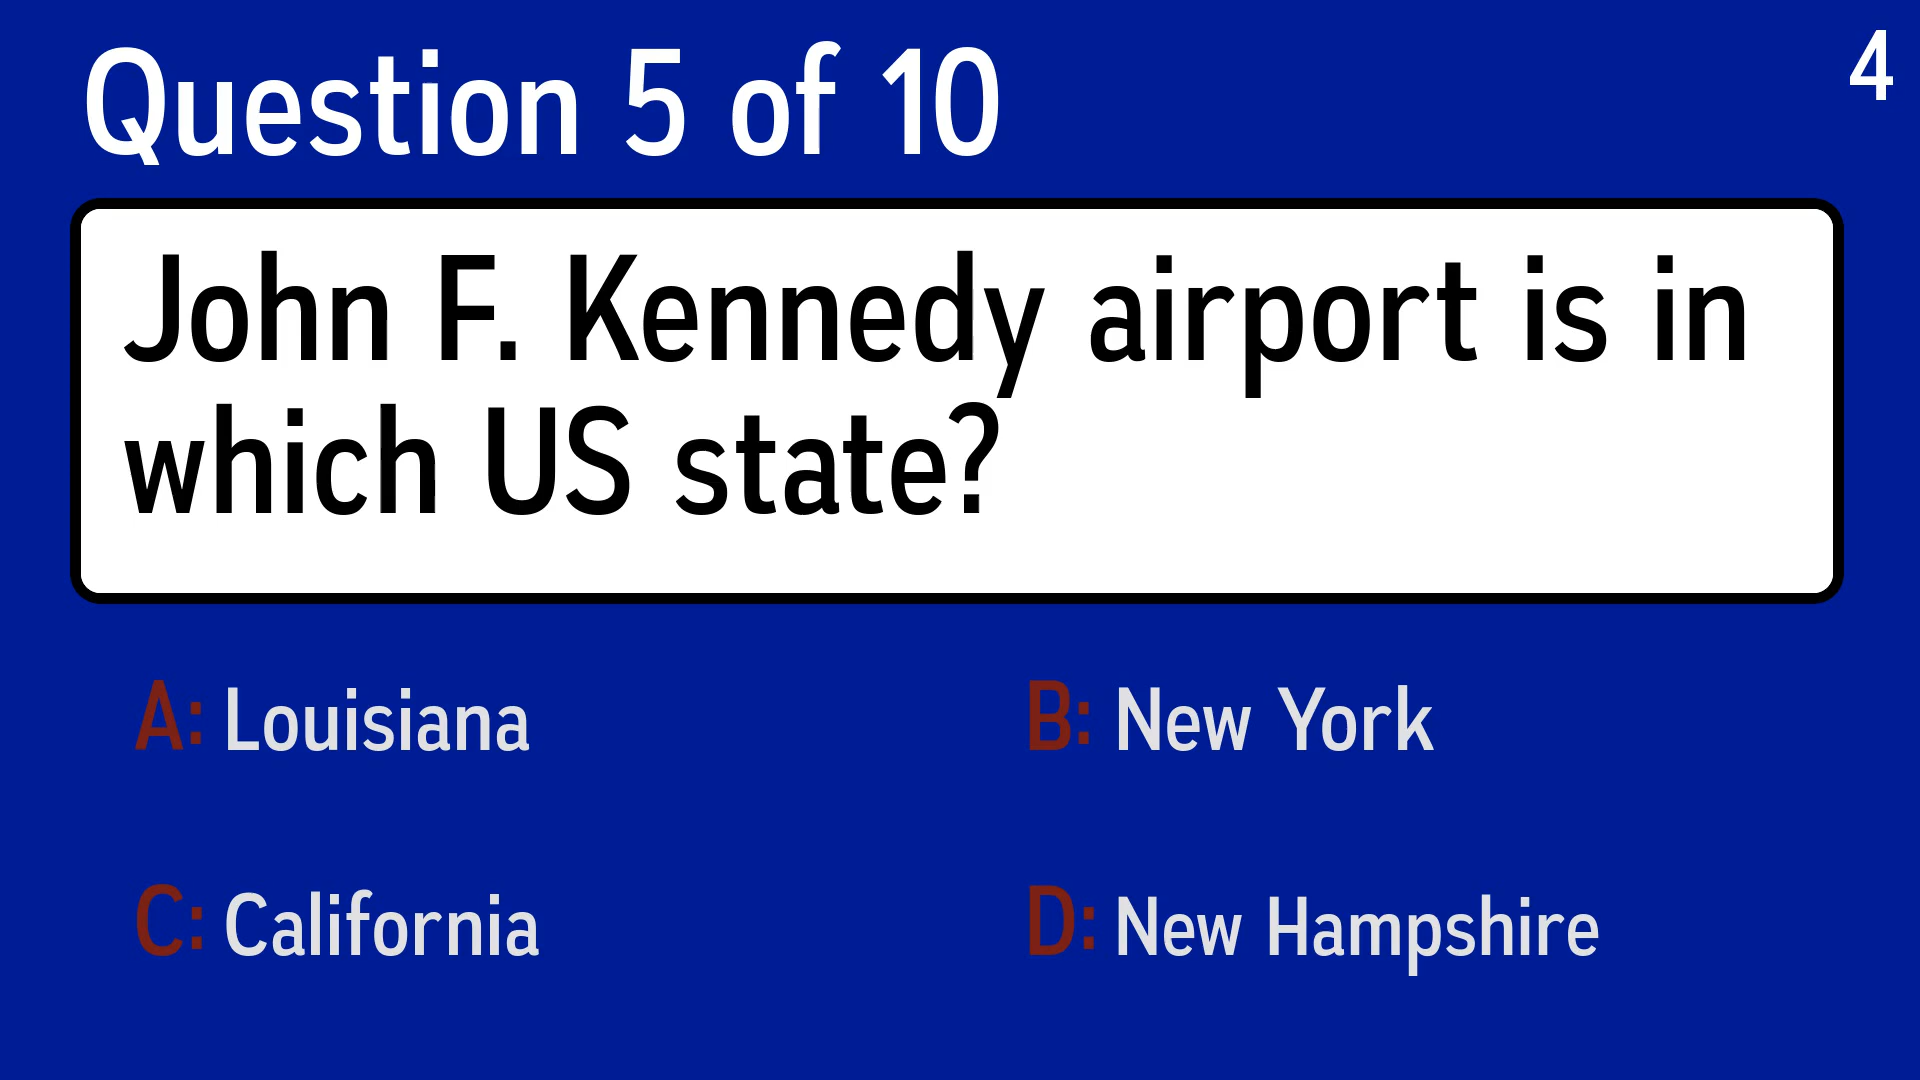 Question 5 of 10
4
John F. Kennedy airport is in
which US state?
A: Louisiana
B: New York
C: California
D: New Hampshire